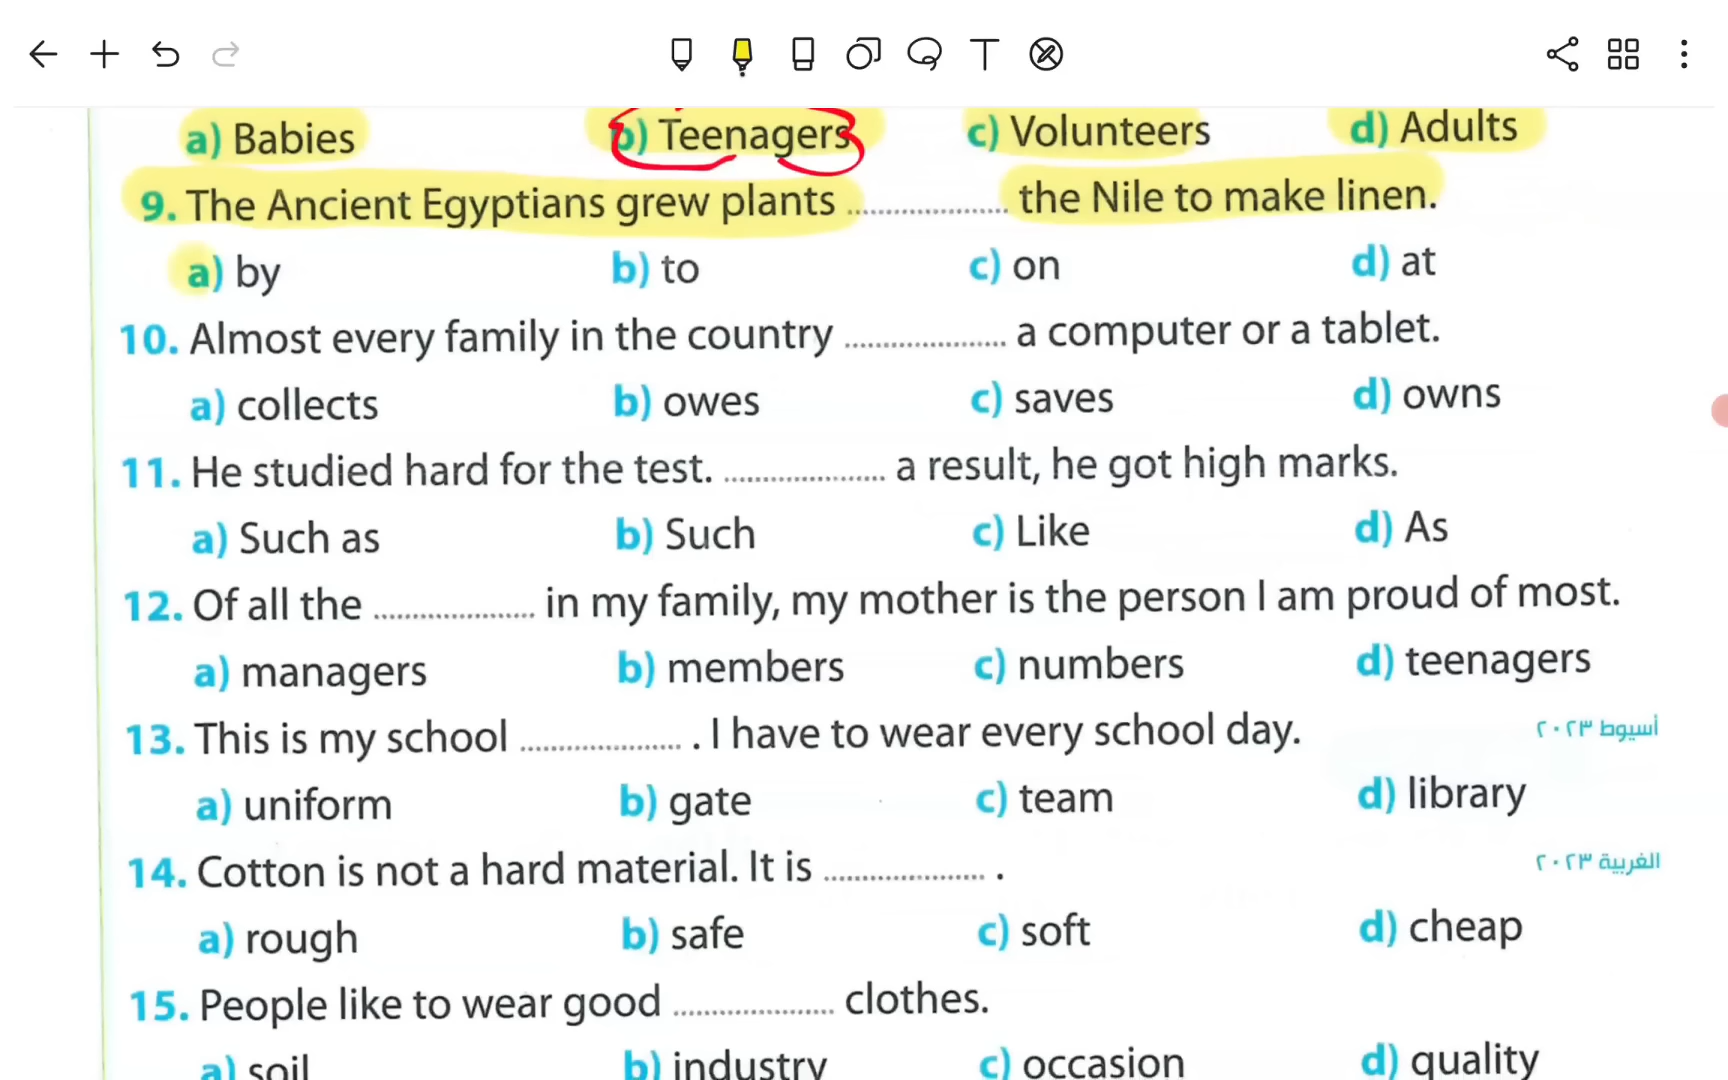 a) Babies b) Teenagers c) Volunteers d) Adults
9. The Ancient Egyptians grew plants .................... the Nile to make linen.
a) by b) to c) on d) at
10. Almost every family in the country .................... a computer or a tablet.
a) collects b) owes c) saves d) owns
11. He studied hard for the test. .................... a result, he got high marks.
a) Such as b) Such c) Like d) As
12. Of all the .................... in my family, my mother is the person I am proud of most.
a) managers b) members c) numbers d) teenagers
13. This is my school .................... . I have to wear every school day. أسيوط ٢٠٢٣
a) uniform b) gate c) team d) library
14. Cotton is not a hard material. It is .................... . الغربية ٢٠٢٣
a) rough b) safe c) soft d) cheap
15. People like to wear good .................... clothes.
a) soil b) industry c) occasion d) quality